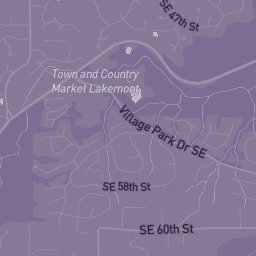 SE 47th St
Town and Country
Market Lakemont
Village Park Dr SE
SE 58th St
SE 60th St